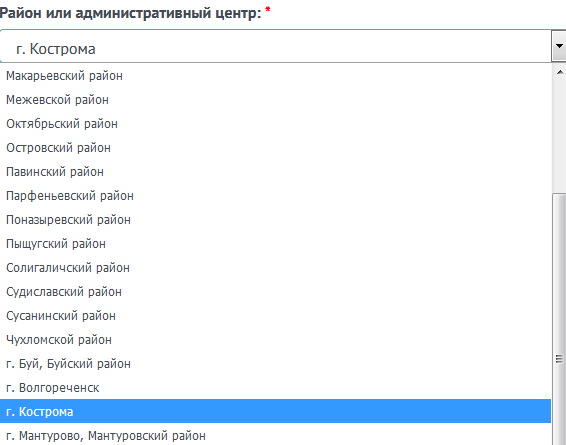 Район или административный центр: *
г. Кострома
Макарьевский район
Межевской район
Октябрьский район
Островский район
Павинский район
Парфеньевский район
Поназыревский район
Пыщугский район
Солигаличский район
Судиславский район
Сусанинский район
Чухломской район
г. Буй, Буйский район
г. Волгореченск
г. Кострома
г. Мантурово, Мантуровский район